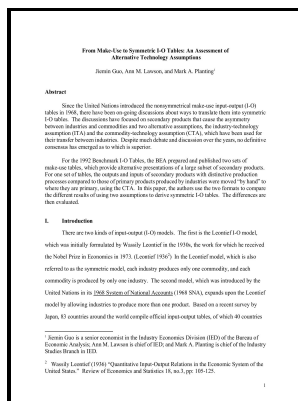 From Make-Use to Symmetric I-O Tables: An Assessment of
Alternative Technology Assumptions
Jiemin Guo, Ann M. Lawson, and Mark A. Planting¹
Abstract
Since the United Nations introduced the nonsymmetrical make-use input-output (I-O)
tables in 1968, there have been on-going discussions about ways to translate them into symmetric
I-O tables. The discussions have focused on secondary products that cause the asymmetry
between industries and commodities and two alternative assumptions, the industry-technology
assumption (ITA) and the commodity-technology assumption (CTA), which have been used for
their transfer between industries. Despite much debate and discussion over the years, no definitive
consensus has emerged as to which is superior.
For the 1992 Benchmark I-O Tables, the BEA prepared and published two sets of
make-use tables, which provide alternative presentations of a large subset of secondary products.
For one set of tables, the outputs and inputs of secondary products with distinctive production
processes compared to those of primary products produced by industries were moved "by hand" to
where they are primary, using the CTA. In this paper, the authors use the two formats to compare
the different results of using two assumptions to derive symmetric I-O tables. The differences are
then evaluated.
I. Introduction
There are two kinds of input-output (I-O) models. The first is the Leontief I-O model,
which was initially formulated by Wassily Leontief in the 1930s, the work for which he received
the Nobel Prize in Economics in 1973. (Leontief 1936²) In the Leontief model, which is also
referred to as the symmetric model, each industry produces only one commodity, and each
commodity is produced by only one industry. The second model, which was introduced by the
United Nations in its 1968 System of National Accounts (1968 SNA), expands upon the Leontief
model by allowing industries to produce more than one product. Based on a recent survey by
Japan, 83 countries around the world compile official input-output tables, of which 40 countries
¹ Jiemin Guo is a senior economist in the Industry Economics Division (IED) of the Bureau of
Economic Analysis; Ann M. Lawson is chief of IED; and Mark A. Planting is chief of the Industry
Studies Branch in IED.
² Wassily Leontief (1936) "Quantitative Input-Output Relations in the Economic System of the
United States." Review of Economics and Statistics 18, no.3, pp: 105-125.
1